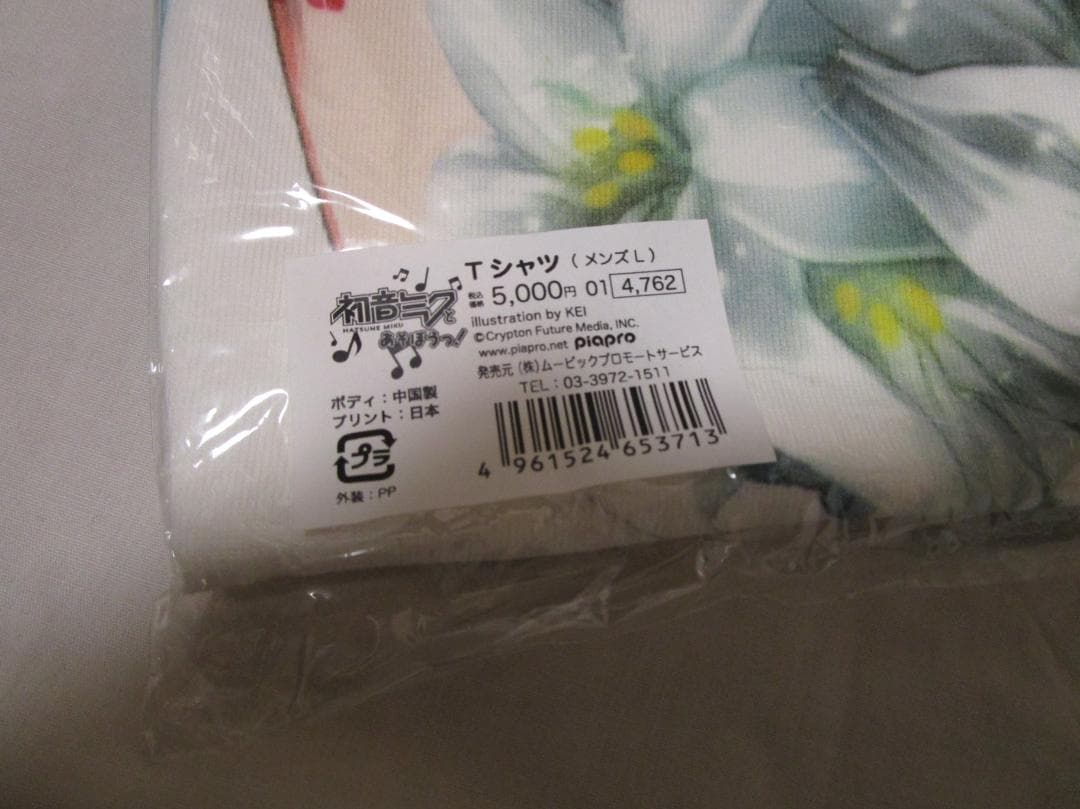 Tシャツ（メンズL）
税込価格 5,000円 01 4,762
初音ミクと
HATSUNE MIKU
あそぼうっ!
illustration by KEI
©Crypton Future Media, INC.
www.piapro.net piapro
発売元 (株)ムービックプロモートサービス
TEL：03-3972-1511
ボディ：中国製
プリント：日本
プラ
外装：PP
4 961524 653713